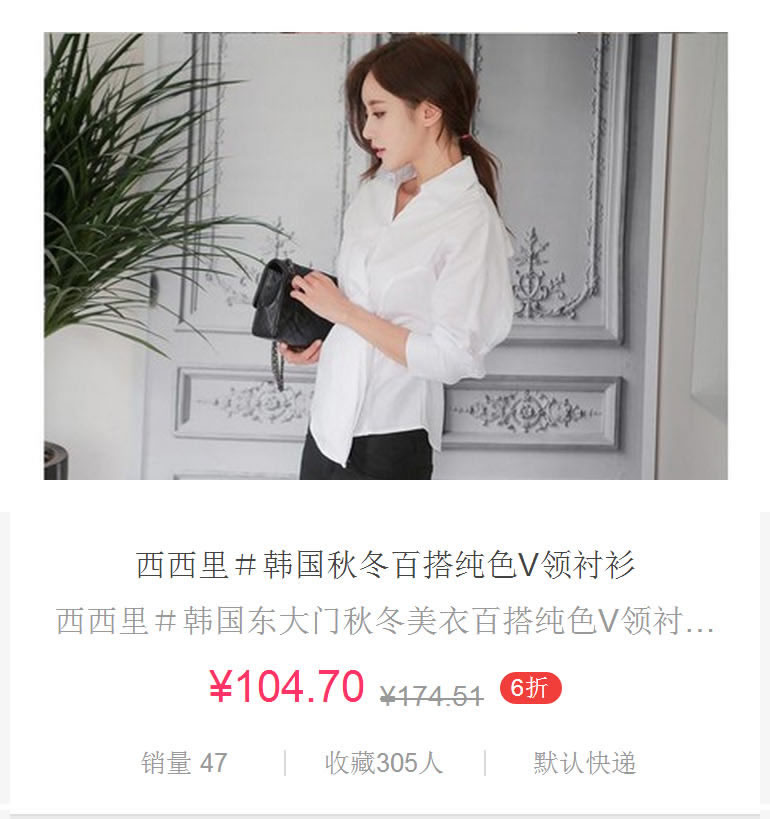 西西里＃韩国秋冬百搭纯色V领衬衫
西西里＃韩国东大门秋冬美衣百搭纯色V领衬...
¥104.70 ¥174.51 6折
销量 47 收藏305人 默认快递